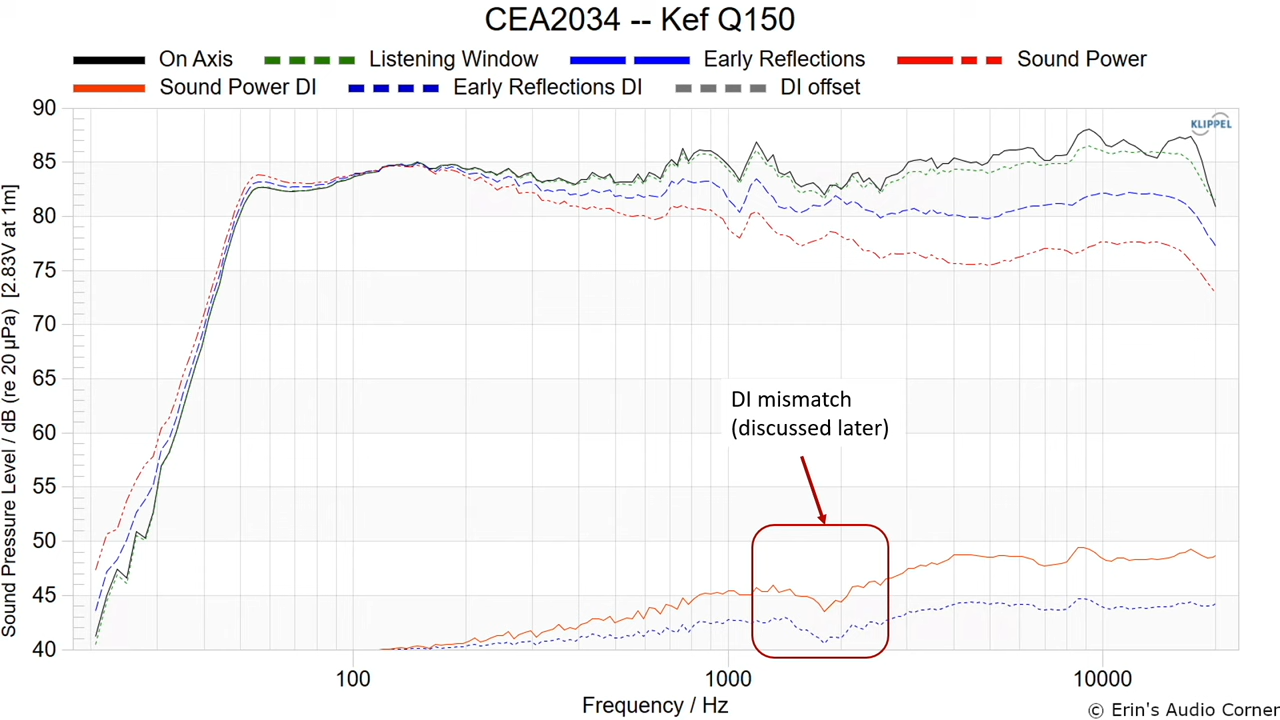 CEA2034 -- Kef Q150
On Axis Listening Window Early Reflections Sound Power
Sound Power DI Early Reflections DI DI offset
KLIPPEL
Sound Pressure Level / dB (re 20 µPa) [2.83V at 1m]
90
85
80
75
70
65
60
55
50
45
40
DI mismatch
(discussed later)
100 1000 10000
Frequency / Hz
© Erin's Audio Corner